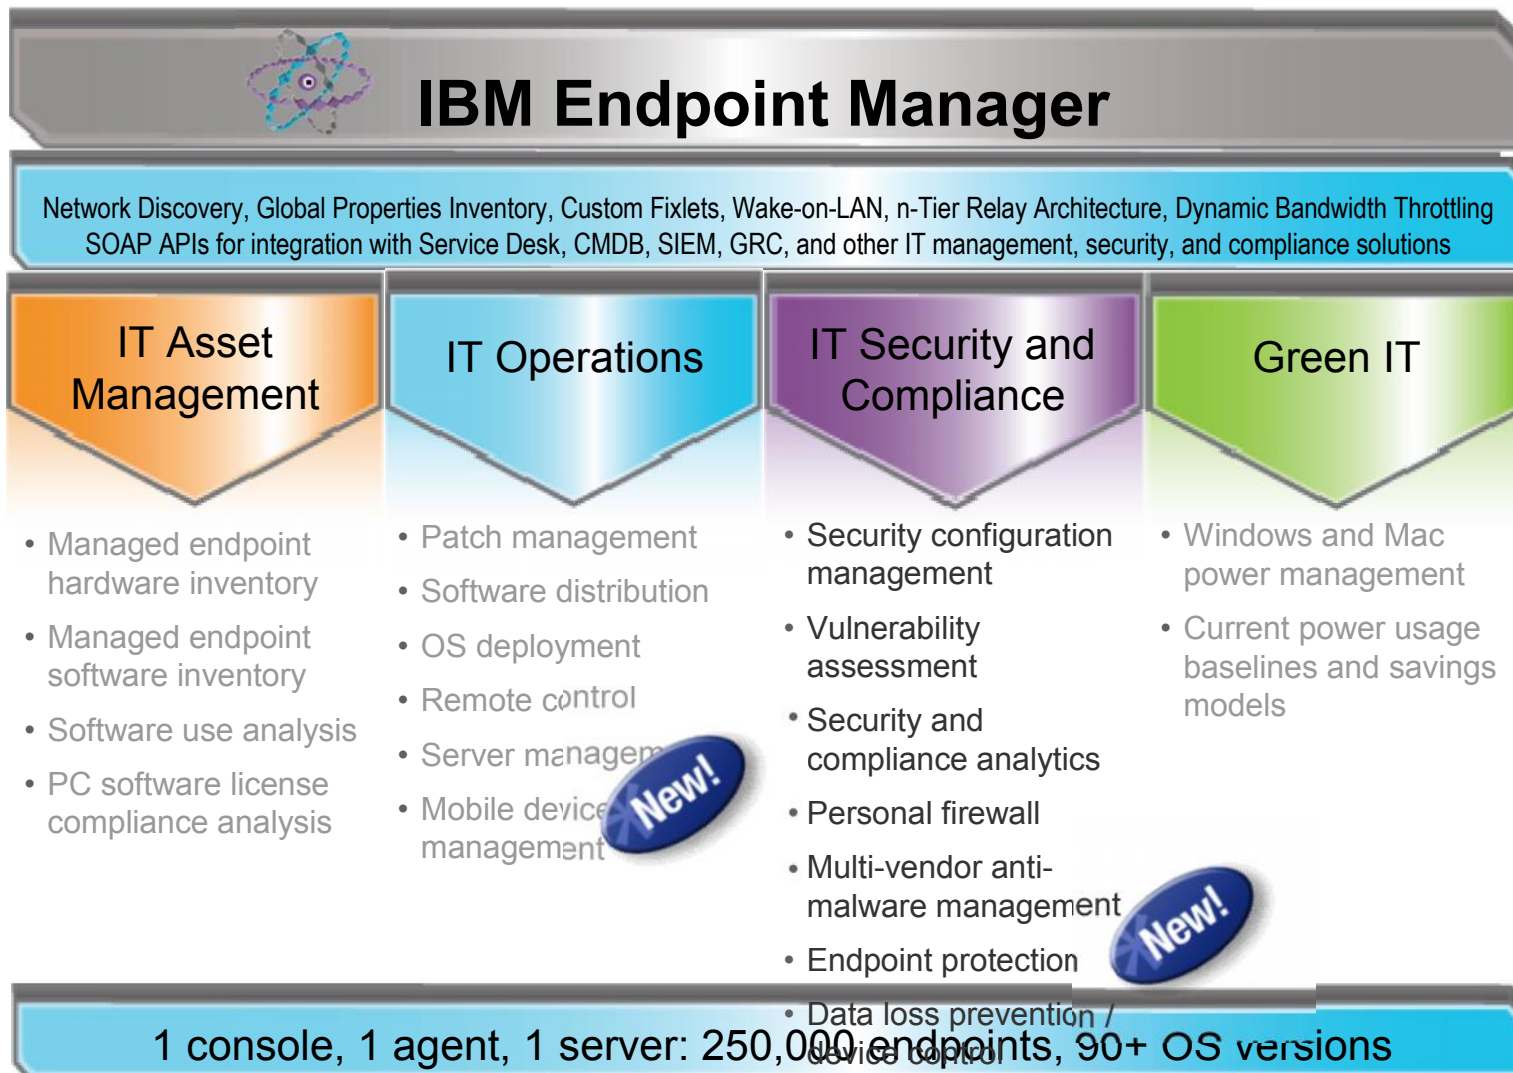 IBM Endpoint Manager
Network Discovery, Global Properties Inventory, Custom Fixlets, Wake-on-LAN, n-Tier Relay Architecture, Dynamic Bandwidth Throttling
SOAP APIs for integration with Service Desk, CMDB, SIEM, GRC, and other IT management, security, and compliance solutions
IT Asset
Management
• Managed endpoint
hardware inventory
• Managed endpoint
software inventory
• Software use analysis
• PC software license
compliance analysis
IT Operations
• Patch management
• Software distribution
• OS deployment
• Remote control
• Server managem
• Mobile device
management
New!
IT Security and
Compliance
• Security configuration
management
• Vulnerability
assessment
• Security and
compliance analytics
• Personal firewall
• Multi-vendor anti-
malware management
• Endpoint protection
• Data loss prevention /
device control
New!
Green IT
• Windows and Mac
power management
• Current power usage
baselines and savings
models
1 console, 1 agent, 1 server: 250,000 endpoints, 90+ OS versions